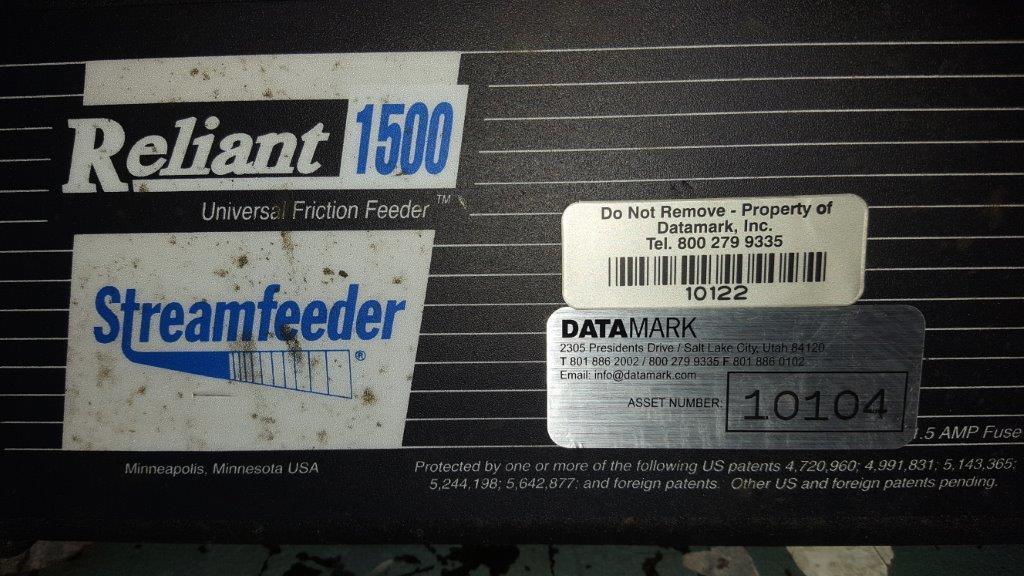 Reliant 1500
Universal Friction Feeder ™
Streamfeeder®
Minneapolis, Minnesota USA
Do Not Remove - Property of
Datamark, Inc.
Tel. 800 279 9335
10122
DATAMARK
2305 Presidents Drive / Salt Lake City, Utah 84120
T 801 886 2002 / 800 279 9335 F 801 886 0102
Email: info@datamark.com
ASSET NUMBER: 10104
.5 AMP Fuse
Protected by one or more of the following US patents 4,720,960; 4,991,831; 5,143,365;
5,244,198; 5,642,877; and foreign patents. Other US and foreign patents pending.